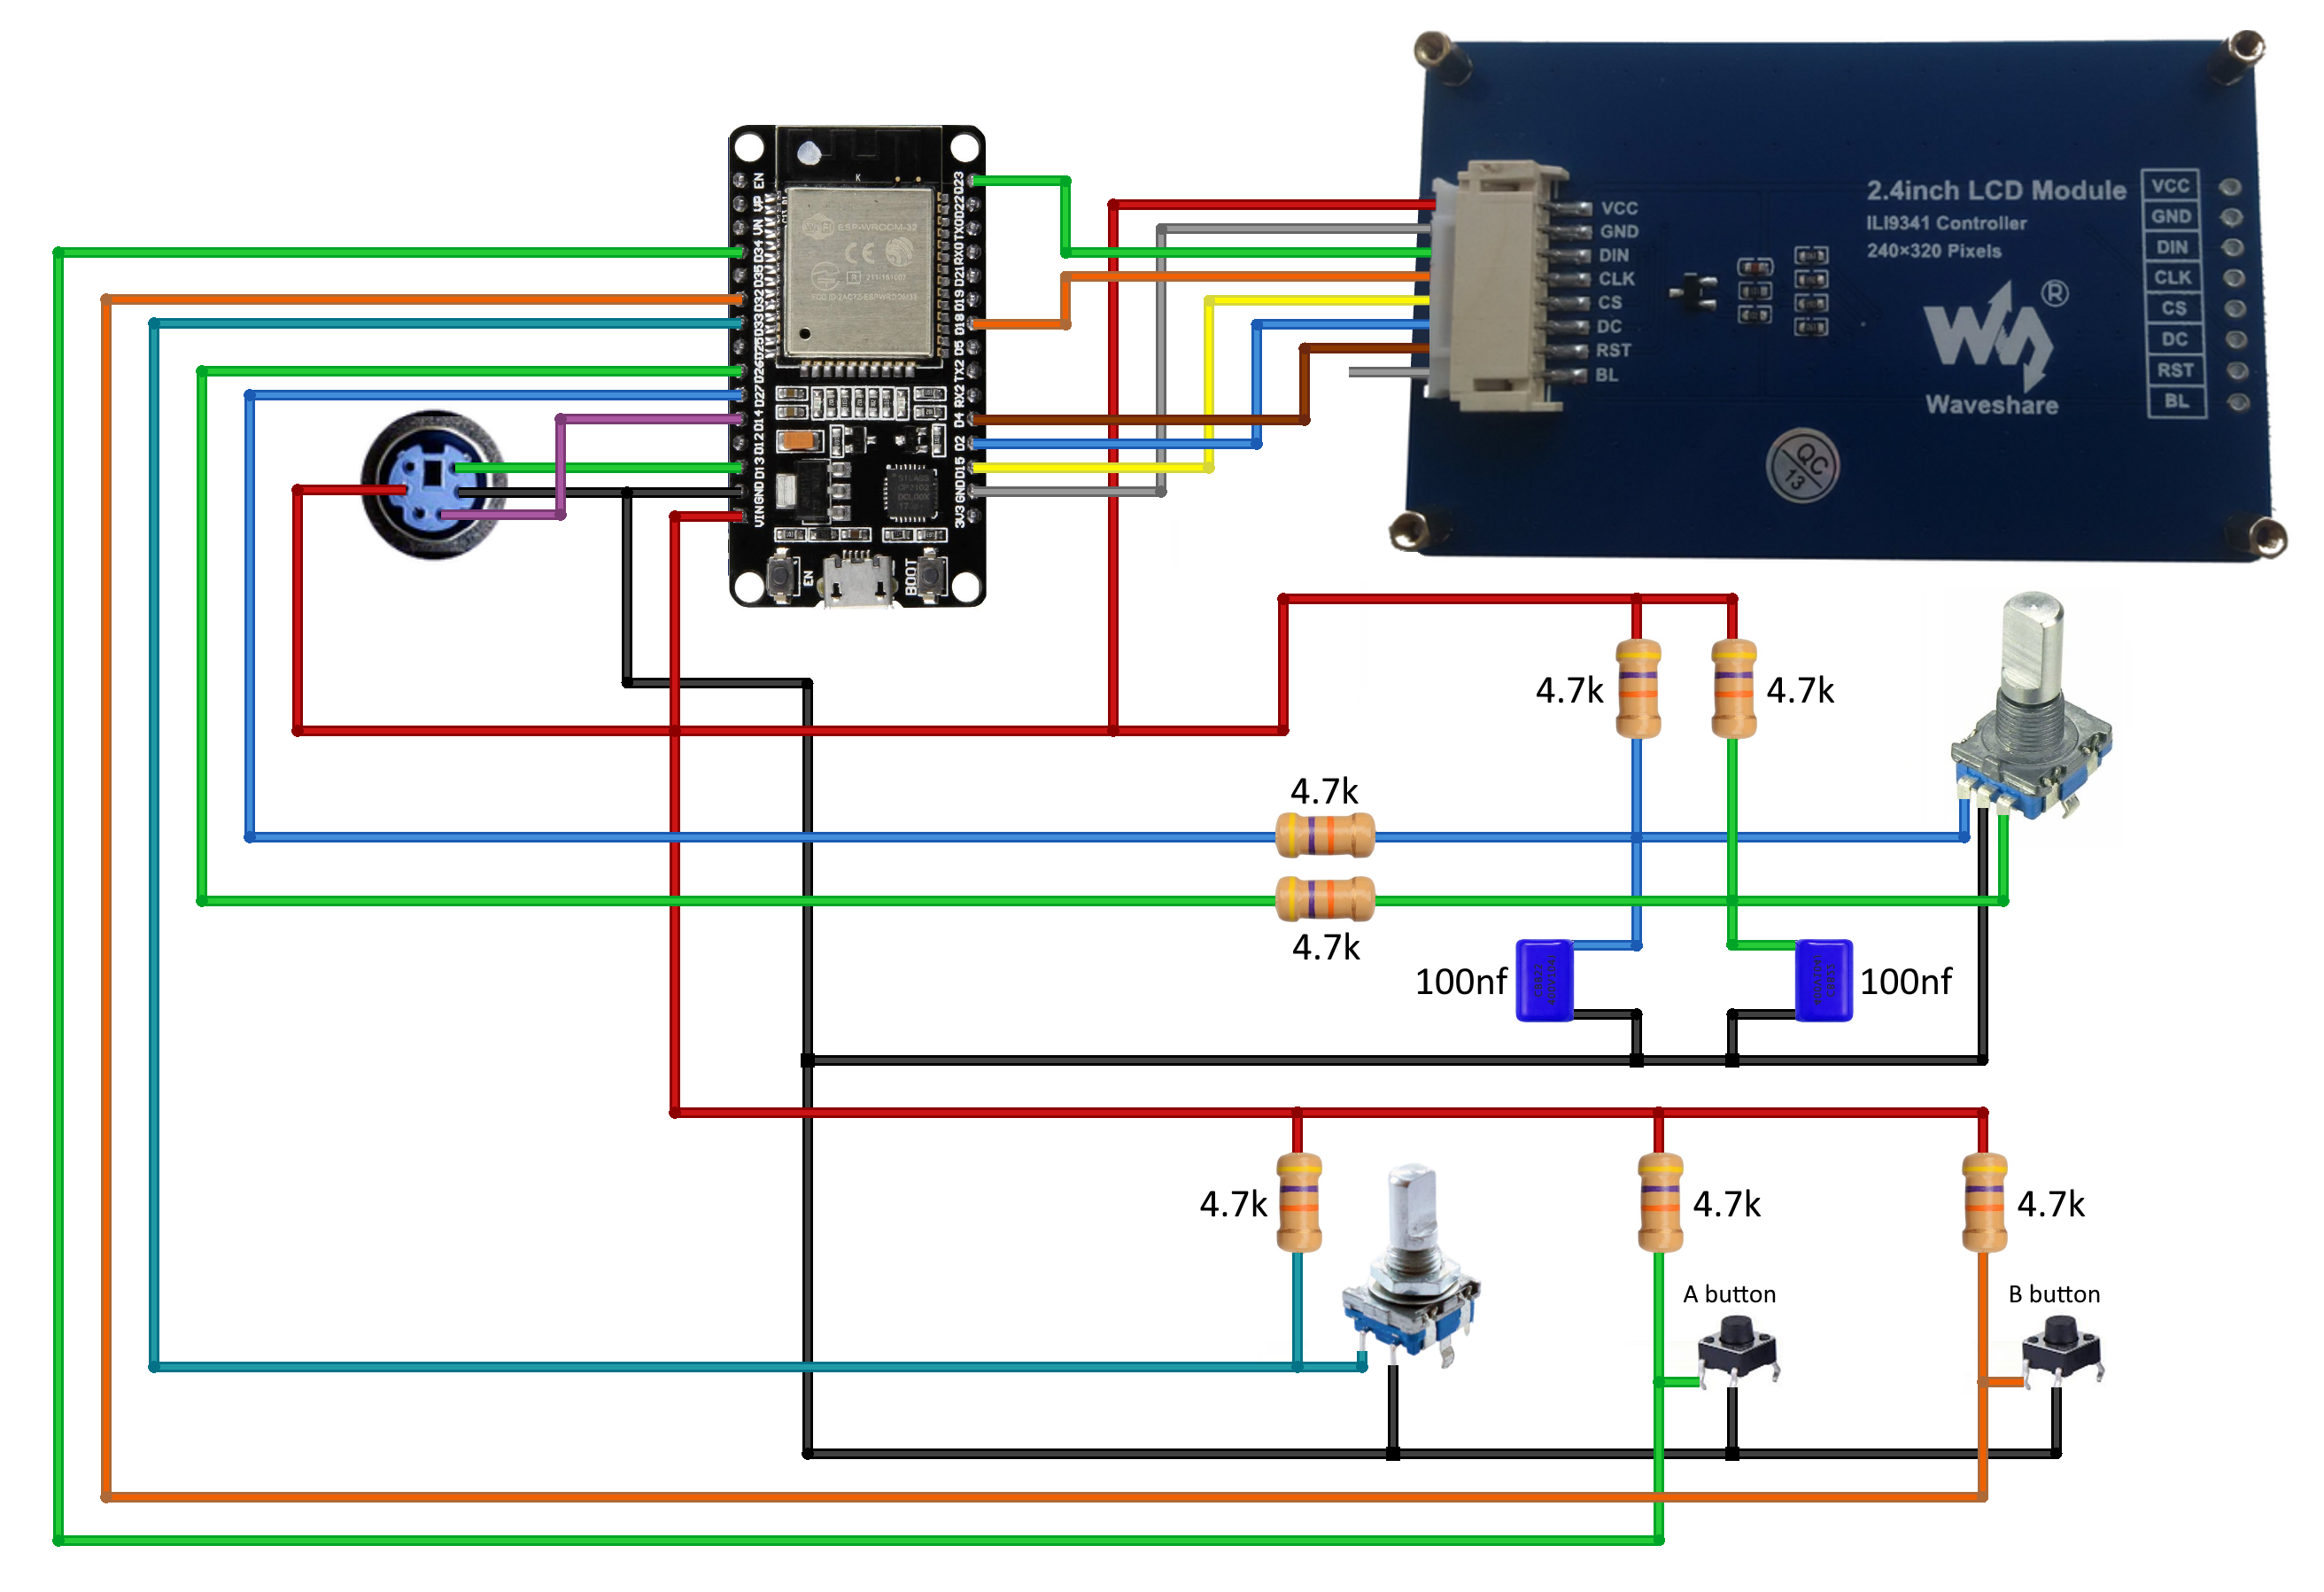 EN
VP
VN
D34
D35
D32
D33
D25
D26
D27
D14
D12
D13
GND
VIN
D23
D22
TX0
RX0
D21
D19
D18
D5
TX2
RX2
D4
D2
D15
GND
3V3
WiFi ESP-WROOM-32
CE
R 211-161007
EN
BOOT
VCC
GND
DIN
CLK
CS
DC
RST
BL
2.4inch LCD Module
ILI9341 Controller
240×320 Pixels
®
Waveshare
QC
13
VCC
GND
DIN
CLK
CS
DC
RST
BL
4.7k
4.7k
4.7k
4.7k
100nf
100nf
4.7k
4.7k
4.7k
A button
B button